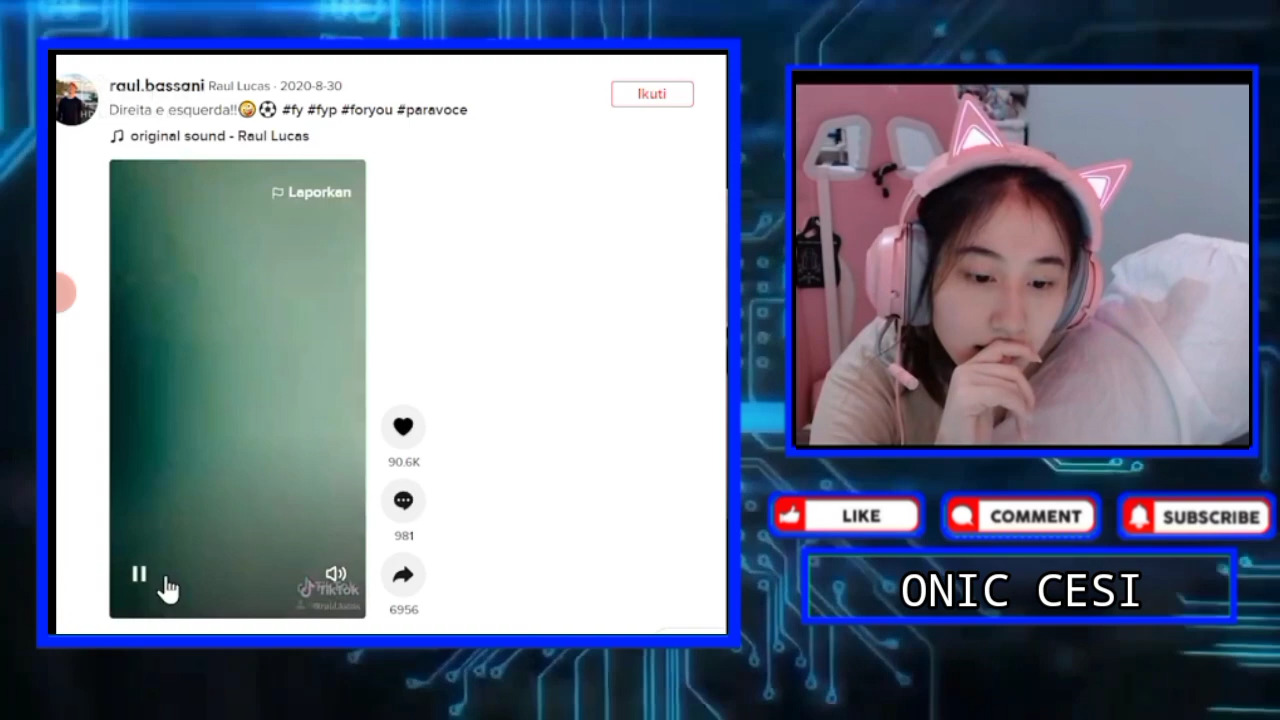 raul.bassani Raul Lucas · 2020-8-30
Ikuti
Direita e esquerda!!🤪⚽ #fy #fyp #foryou #paravoce
♫ original sound - Raul Lucas
Laporkan
90.6K
981
6956
TikTok
LIKE
COMMENT
SUBSCRIBE
ONIC CESI